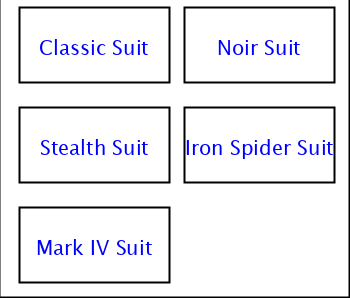 Classic Suit
Noir Suit
Stealth Suit
Iron Spider Suit
Mark IV Suit